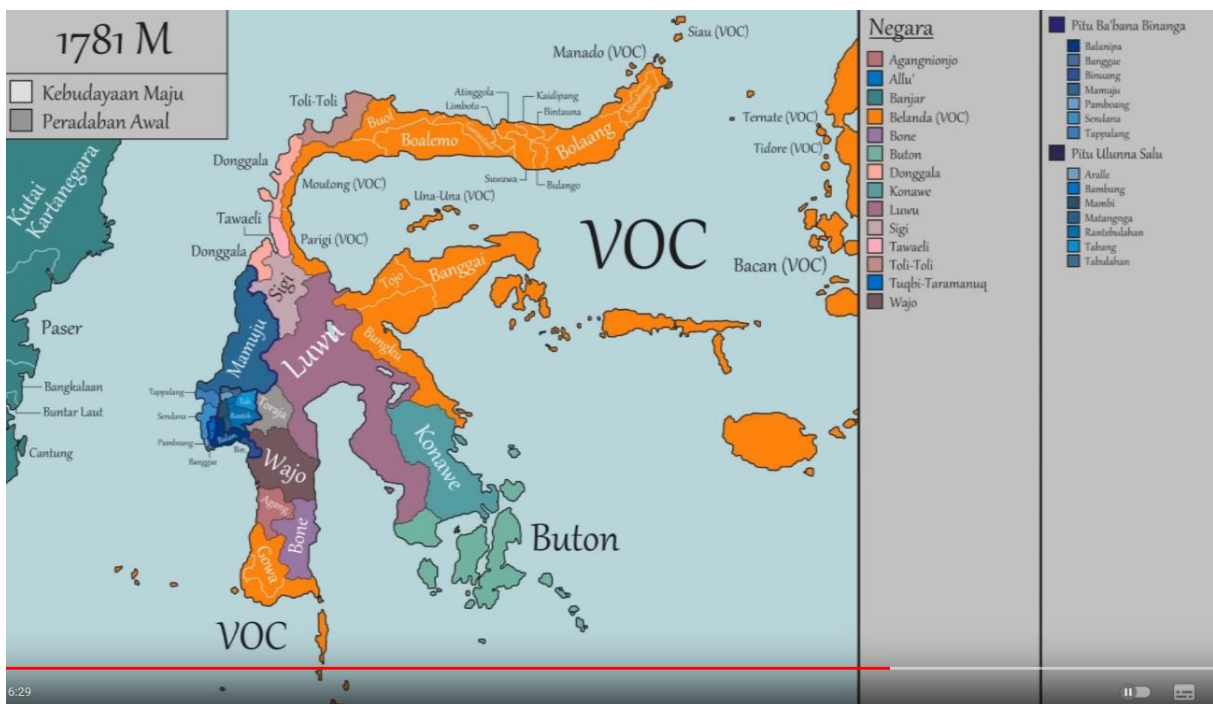 1781 M
Kebudayaan Maju
Peradaban Awal
Siau (VOC)
Manado (VOC)
Toli-Toli
Atinggola
Kaidipang
Limboto
Bintauna
Buol
Boalemo
Bolaang
Ternate (VOC)
Tidore (VOC)
Donggala
Suwawa
Bulango
Moutong (VOC)
Una-Una (VOC)
Kutai
Kartanegara
Tawaeli
Parigi (VOC)
VOC
Donggala
Bacan (VOC)
Sigi
Tojo
Banggai
Paser
Mamuju
Luwu
Bungku
Bangkalaan
Tappalang
Tab.
Buntar Laut
Sendana
Ranteb.
Toraja
Pamboang
Balan.
Cantung
Banggae
Bin.
Wajo
Konawe
Agang.
Bone
Buton
Gowa
VOC
6:29
Negara
Agangnionjo
Allu'
Banjar
Belanda (VOC)
Bone
Buton
Donggala
Konawe
Luwu
Sigi
Tawaeli
Toli-Toli
Tuqbi-Taramanuq
Wajo
Pitu Ba'bana Binanga
Balanipa
Banggae
Binuang
Mamuju
Pamboang
Sendana
Tappalang
Pitu Ulunna Salu
Aralle
Bambang
Mambi
Matangnga
Rantebulahan
Tabang
Tabulahan